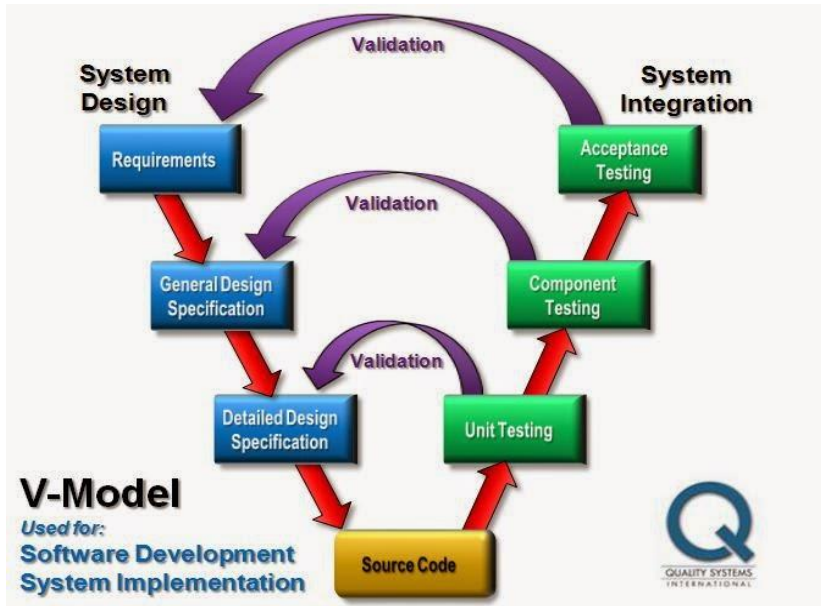 Validation
System
Design
System
Integration
Requirements
Acceptance
Testing
Validation
General Design
Specification
Component
Testing
Validation
Detailed Design
Specification
Unit Testing
V-Model
Used for:
Software Development
System Implementation
Source Code
Q
QUALITY SYSTEMS
INTERNATIONAL